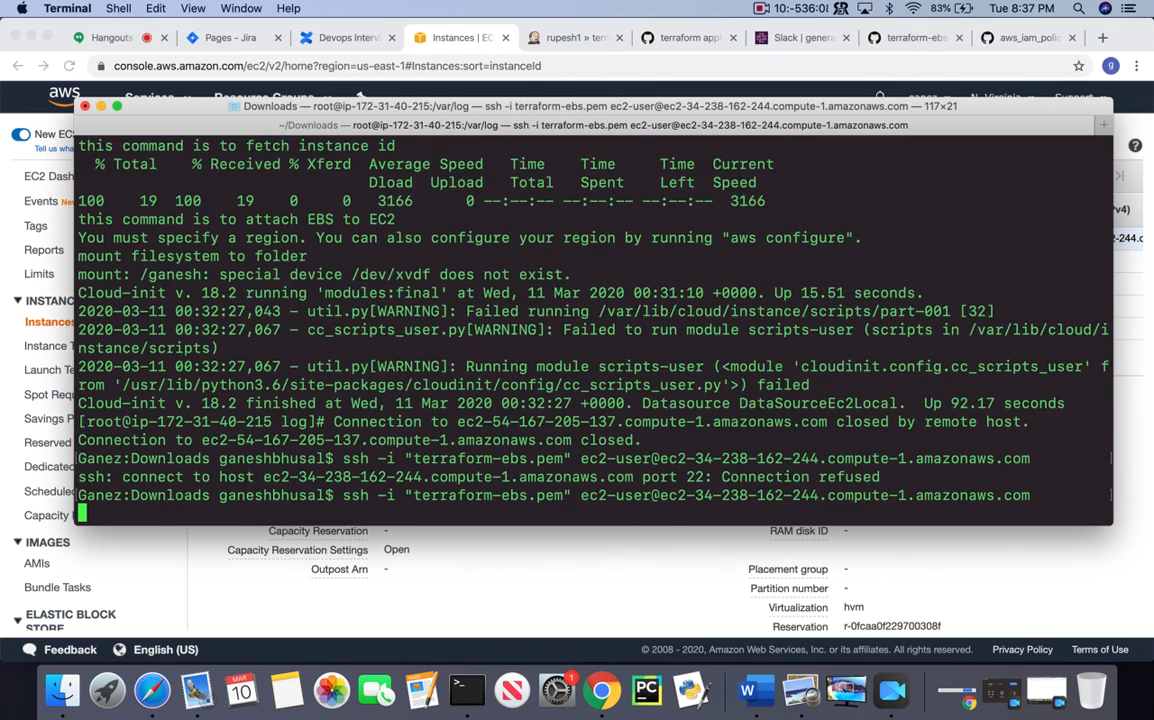 Terminal Shell Edit View Window Help 10:-536:08 83% Tue 8:37 PM
Hangouts Pages - Jira Devops Intervi Instances | EC rupesh1 » tem terraform appl Slack | genera terraform-ebs. aws_iam_polic
console.aws.amazon.com/ec2/v2/home?region=us-east-1#Instances:sort=instanceId
aws
Downloads — root@ip-172-31-40-215:/var/log — ssh -i terraform-ebs.pem ec2-user@ec2-34-238-162-244.compute-1.amazonaws.com — 117×21
~/Downloads — root@ip-172-31-40-215:/var/log — ssh -i terraform-ebs.pem ec2-user@ec2-34-238-162-244.compute-1.amazonaws.com
this command is to fetch instance id
% Total % Received % Xferd Average Speed Time Time Time Current
Dload Upload Total Spent Left Speed
100 19 100 19 0 0 3166 0 --:--:-- --:--:-- --:--:-- 3166
this command is to attach EBS to EC2
You must specify a region. You can also configure your region by running "aws configure".
mount filesystem to folder
mount: /ganesh: special device /dev/xvdf does not exist.
Cloud-init v. 18.2 running 'modules:final' at Wed, 11 Mar 2020 00:31:10 +0000. Up 15.51 seconds.
2020-03-11 00:32:27,043 - util.py[WARNING]: Failed running /var/lib/cloud/instance/scripts/part-001 [32]
2020-03-11 00:32:27,067 - cc_scripts_user.py[WARNING]: Failed to run module scripts-user (scripts in /var/lib/cloud/i
nstance/scripts)
2020-03-11 00:32:27,067 - util.py[WARNING]: Running module scripts-user (<module 'cloudinit.config.cc_scripts_user' f
rom '/usr/lib/python3.6/site-packages/cloudinit/config/cc_scripts_user.py'>) failed
Cloud-init v. 18.2 finished at Wed, 11 Mar 2020 00:32:27 +0000. Datasource DataSourceEc2Local. Up 92.17 seconds
[root@ip-172-31-40-215 log]# Connection to ec2-54-167-205-137.compute-1.amazonaws.com closed by remote host.
Connection to ec2-54-167-205-137.compute-1.amazonaws.com closed.
Ganez:Downloads ganeshbhusal$ ssh -i "terraform-ebs.pem" ec2-user@ec2-34-238-162-244.compute-1.amazonaws.com
ssh: connect to host ec2-34-238-162-244.compute-1.amazonaws.com port 22: Connection refused
Ganez:Downloads ganeshbhusal$ ssh -i "terraform-ebs.pem" ec2-user@ec2-34-238-162-244.compute-1.amazonaws.com
New EC2
Tell us what
EC2 Dash
Events New
Tags
Reports
Limits
INSTANC
Instances
Instance T
Launch Te
Spot Req
Savings P
Reserved
Dedicated
Schedule
Capacity
IMAGES
AMIs
Bundle Tasks
ELASTIC BLOCK
STORE
v4)
-244.c
Capacity Reservation -
Capacity Reservation Settings Open
Outpost Arn -
RAM disk ID -
Placement group -
Partition number -
Virtualization hvm
Reservation r-0fcaa0f229700308f
Feedback English (US) © 2008 - 2020, Amazon Web Services, Inc. or its affiliates. All rights reserved. Privacy Policy Terms of Use
MAR
10
1
PC
W